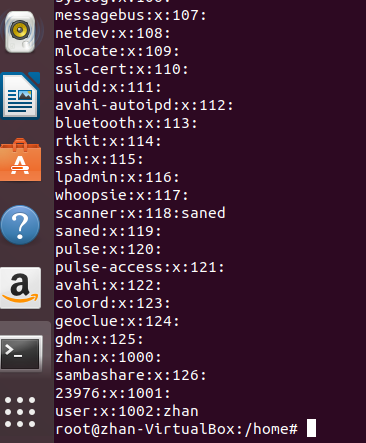 syslog:x:106:
messagebus:x:107:
netdev:x:108:
mlocate:x:109:
ssl-cert:x:110:
uuidd:x:111:
avahi-autoipd:x:112:
bluetooth:x:113:
rtkit:x:114:
ssh:x:115:
lpadmin:x:116:
whoopsie:x:117:
scanner:x:118:saned
saned:x:119:
pulse:x:120:
pulse-access:x:121:
avahi:x:122:
colord:x:123:
geoclue:x:124:
gdm:x:125:
zhan:x:1000:
sambashare:x:126:
23976:x:1001:
user:x:1002:zhan
root@zhan-VirtualBox:/home#